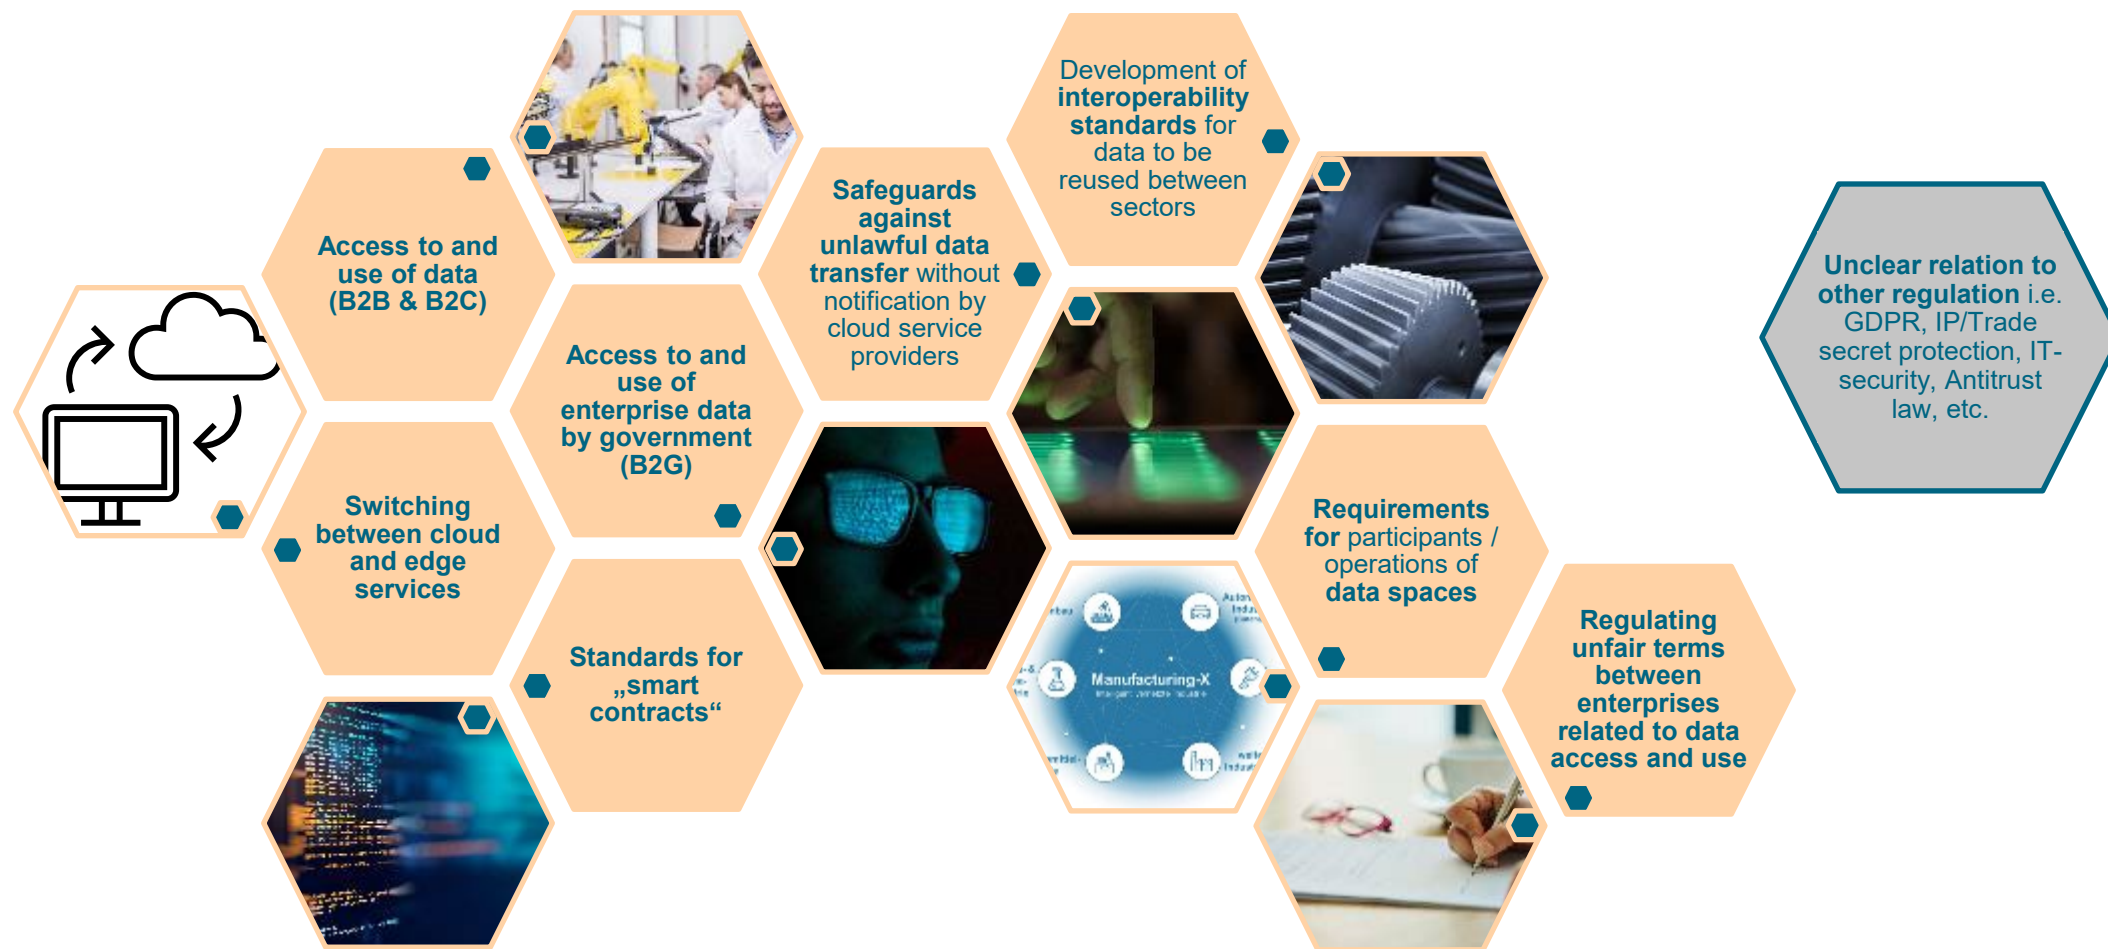 Access to and
use of data
(B2B & B2C)
Switching
between cloud
and edge
services
Access to and
use of
enterprise data
by government
(B2G)
Standards for
„smart
contracts“
Safeguards
against
unlawful data
transfer without
notification by
cloud service
providers
Development of
interoperability
standards for
data to be
reused between
sectors
Manufacturing-X
Requirements
for participants /
operations of
data spaces
Regulating
unfair terms
between
enterprises
related to data
access and use
Unclear relation to
other regulation i.e.
GDPR, IP/Trade
secret protection, IT-
security, Antitrust
law, etc.